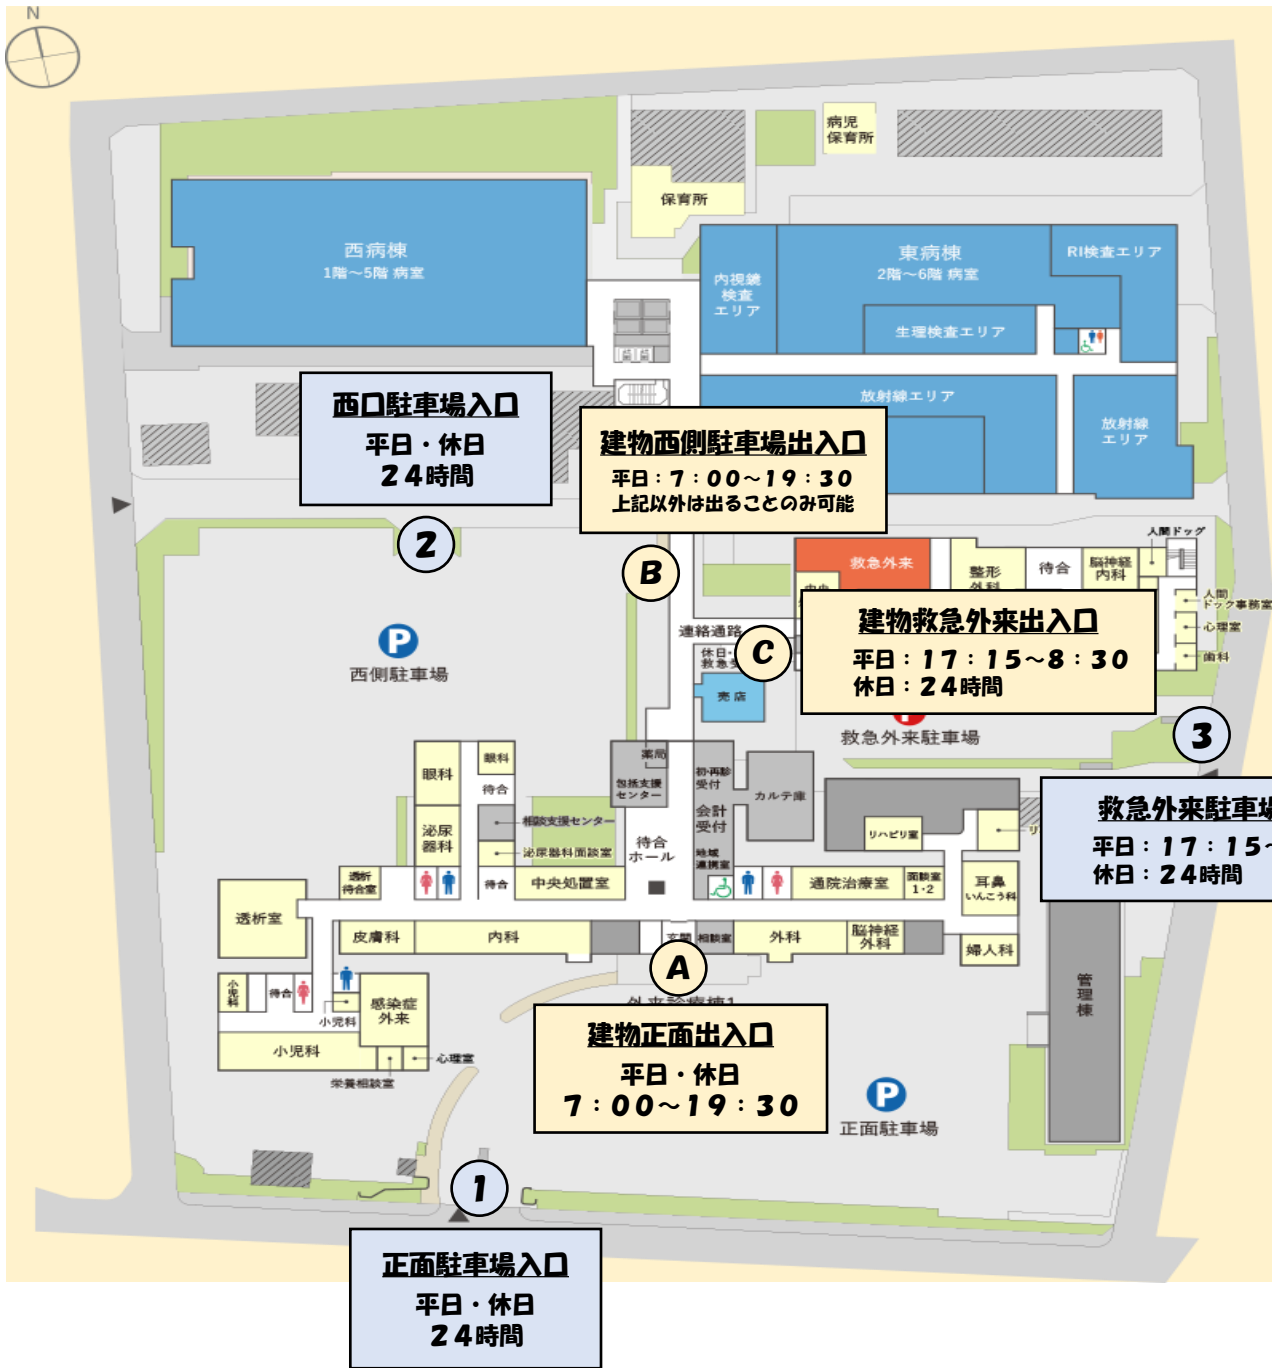 N
病児
保育所
保育所
西病棟
1階～5階 病室
東病棟
2階～6階 病室
RI検査エリア
内視鏡
検査
エリア
生理検査エリア
放射線エリア
放射線
エリア
西口駐車場入口
平日・休日
２４時間
建物西側駐車場出入口
平日：７：００～１９：３０
上記以外は出ることのみ可能
2
B
P
西側駐車場
人間ドッグ
救急外来
整形
外科
待合
脳神経
内科
人間
ドック事務室
心理室
歯科
連絡通路
C
建物救急外来出入口
平日：１７：１５～８：３０
休日：２４時間
売店
救急外来駐車場
3
救急外来駐車場
平日：１７：１５～
休日：２４時間
眼科
眼科
待合
泌尿
器科
相談支援センター
泌尿器科面談室
薬局
包括支援
センター
初・再診
受付
会計
受付
地域
連携室
カルテ庫
リハビリ室
リ
待合
ホール
透析
待合室
待合
中央処置室
通院治療室
面談室
1・2
耳鼻
いんこう科
透析室
皮膚科
内科
玄関
相談室
外科
脳神経
外科
婦人科
A
外来診療棟1
小児科
待合
小児科
感染症
外来
小児科
心理室
栄養相談室
建物正面出入口
平日・休日
７：００～１９：３０
管理棟
P
正面駐車場
1
正面駐車場入口
平日・休日
２４時間